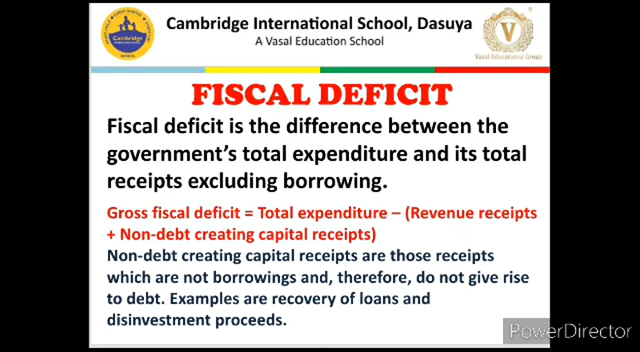 Cambridge International School, Dasuya
A Vasal Education School
Cambridge
V
Vasal Educational Group
FISCAL DEFICIT
Fiscal deficit is the difference between the
government's total expenditure and its total
receipts excluding borrowing.
Gross fiscal deficit = Total expenditure – (Revenue receipts
+ Non-debt creating capital receipts)
Non-debt creating capital receipts are those receipts
which are not borrowings and, therefore, do not give rise
to debt. Examples are recovery of loans and
disinvestment proceeds.
PowerDirector